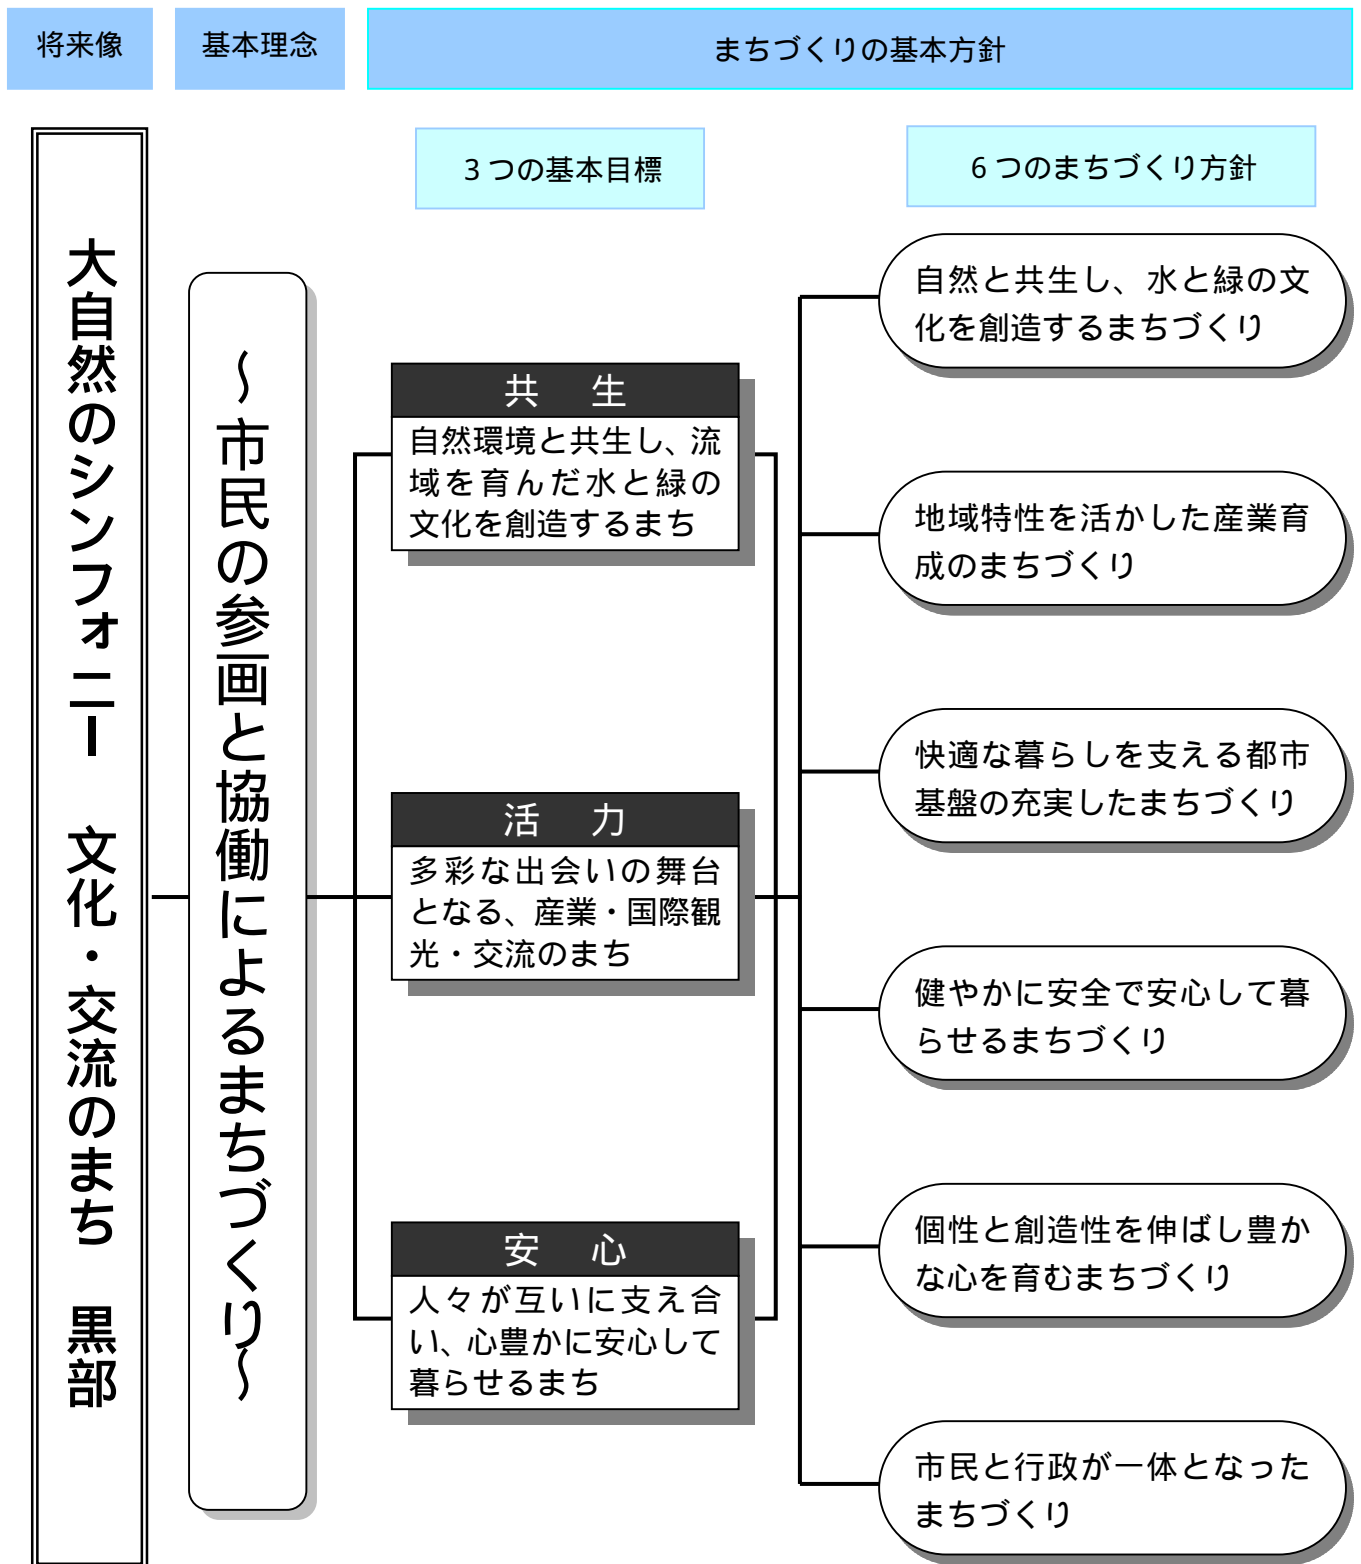 将来像
基本理念
まちづくりの基本方針
3つの基本目標
6つのまちづくり方針
大自然のシンフォニー　文化・交流のまち　黒部
～市民の参画と協働によるまちづくり～
共　生
自然環境と共生し、流
域を育んだ水と緑の
文化を創造するまち
活　力
多彩な出会いの舞台
となる、産業・国際観
光・交流のまち
安　心
人々が互いに支え合
い、心豊かに安心して
暮らせるまち
自然と共生し、水と緑の文
化を創造するまちづくり
地域特性を活かした産業育
成のまちづくり
快適な暮らしを支える都市
基盤の充実したまちづくり
健やかに安全で安心して暮
らせるまちづくり
個性と創造性を伸ばし豊か
な心を育むまちづくり
市民と行政が一体となった
まちづくり